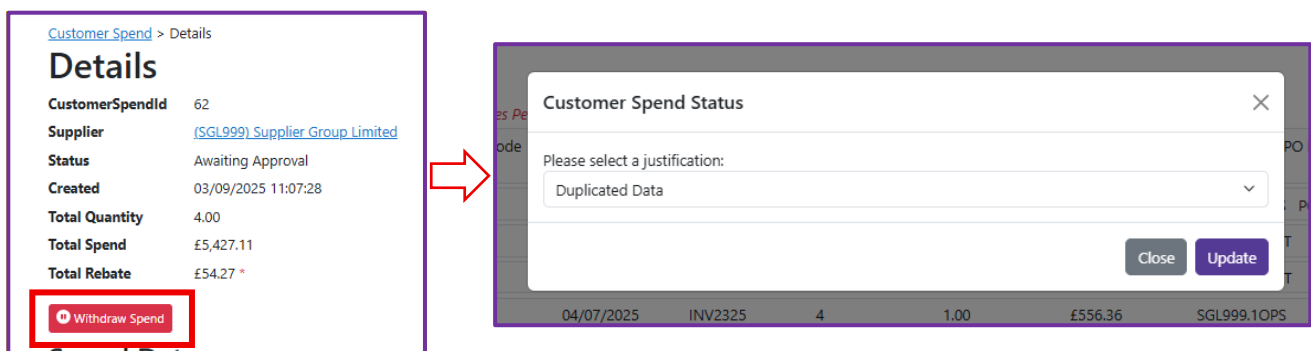 Customer Spend > Details
Details
CustomerSpendId 62
Supplier (SGL999) Supplier Group Limited
Status Awaiting Approval
Created 03/09/2025 11:07:28
Total Quantity 4.00
Total Spend £5,427.11
Total Rebate £54.27 *
Withdraw Spend
Customer Spend Status
Please select a justification:
Duplicated Data
Close Update
04/07/2025 INV2325 4 1.00 £556.36 SGL999.1OPS